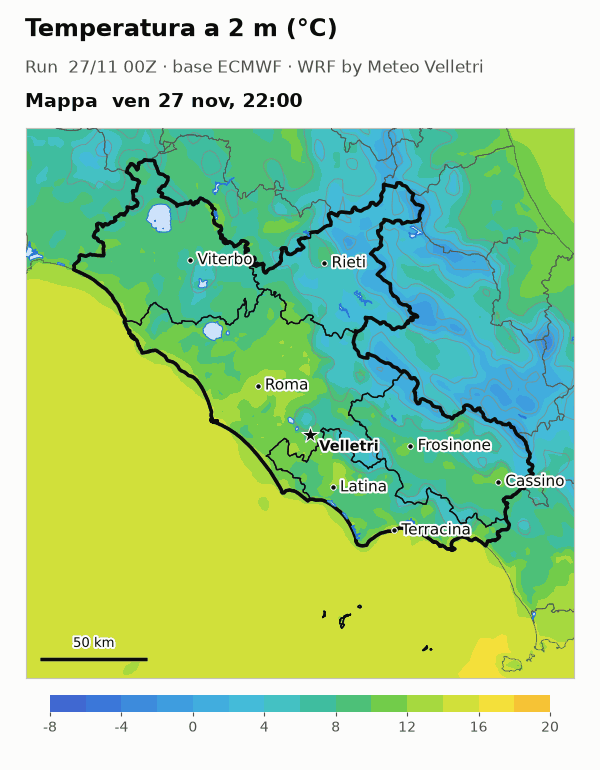 Temperatura a 2 m (°C)
Run  27/11 00Z · base ECMWF · WRF by Meteo Velletri
Mappa  ven 27 nov, 22:00
Viterbo
Rieti
Roma
Velletri
Frosinone
Cassino
Latina
Terracina
50 km
-8 -4 0 4 8 12 16 20